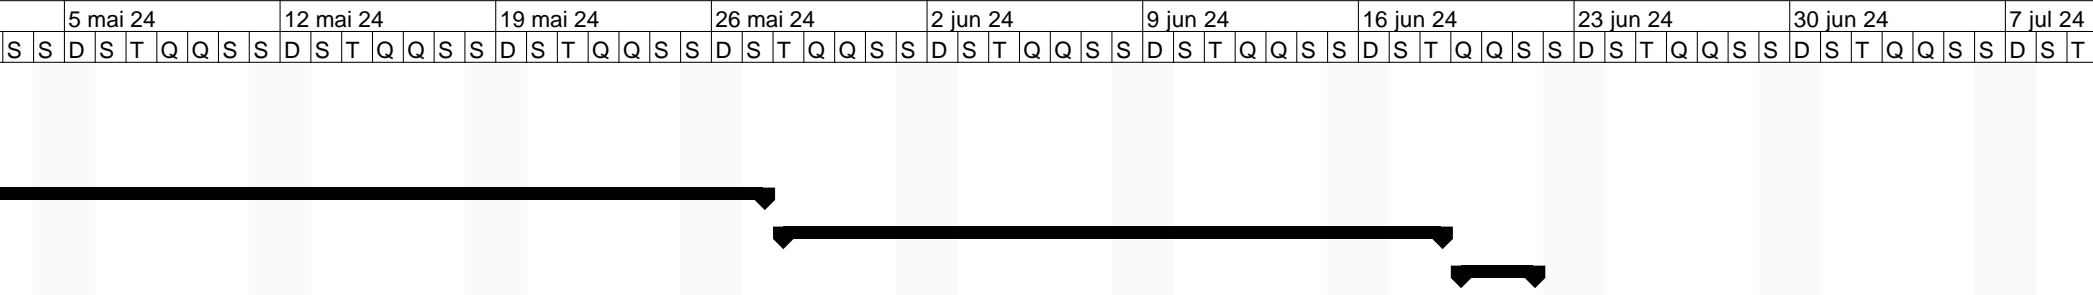 5 mai 24 12 mai 24 19 mai 24 26 mai 24 2 jun 24 9 jun 24 16 jun 24 23 jun 24 30 jun 24 7 jul 24
S S D S T Q Q S S D S T Q Q S S D S T Q Q S S D S T Q Q S S D S T Q Q S S D S T Q Q S S D S T Q Q S S D S T Q Q S S D S T Q Q S S D S T